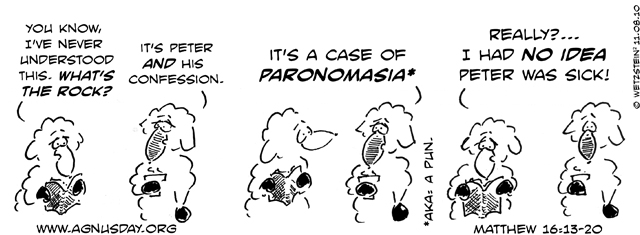 YOU KNOW,
I'VE NEVER
UNDERSTOOD
THIS. WHAT'S
THE ROCK?
IT'S PETER
AND HIS
CONFESSION.
IT'S A CASE OF
PARONOMASIA*
*AKA: A PUN.
REALLY?...
I HAD NO IDEA
PETER WAS SICK!
© WETZSTEIN' 11.08.10
WWW.AGNUSDAY.ORG
MATTHEW 16:13-20